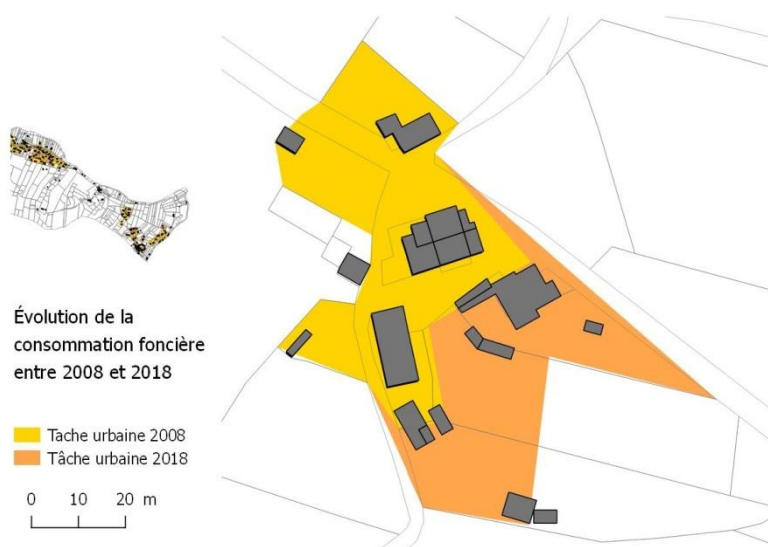 Évolution de la
consommation foncière
entre 2008 et 2018
Tache urbaine 2008
Tâche urbaine 2018
0 10 20 m